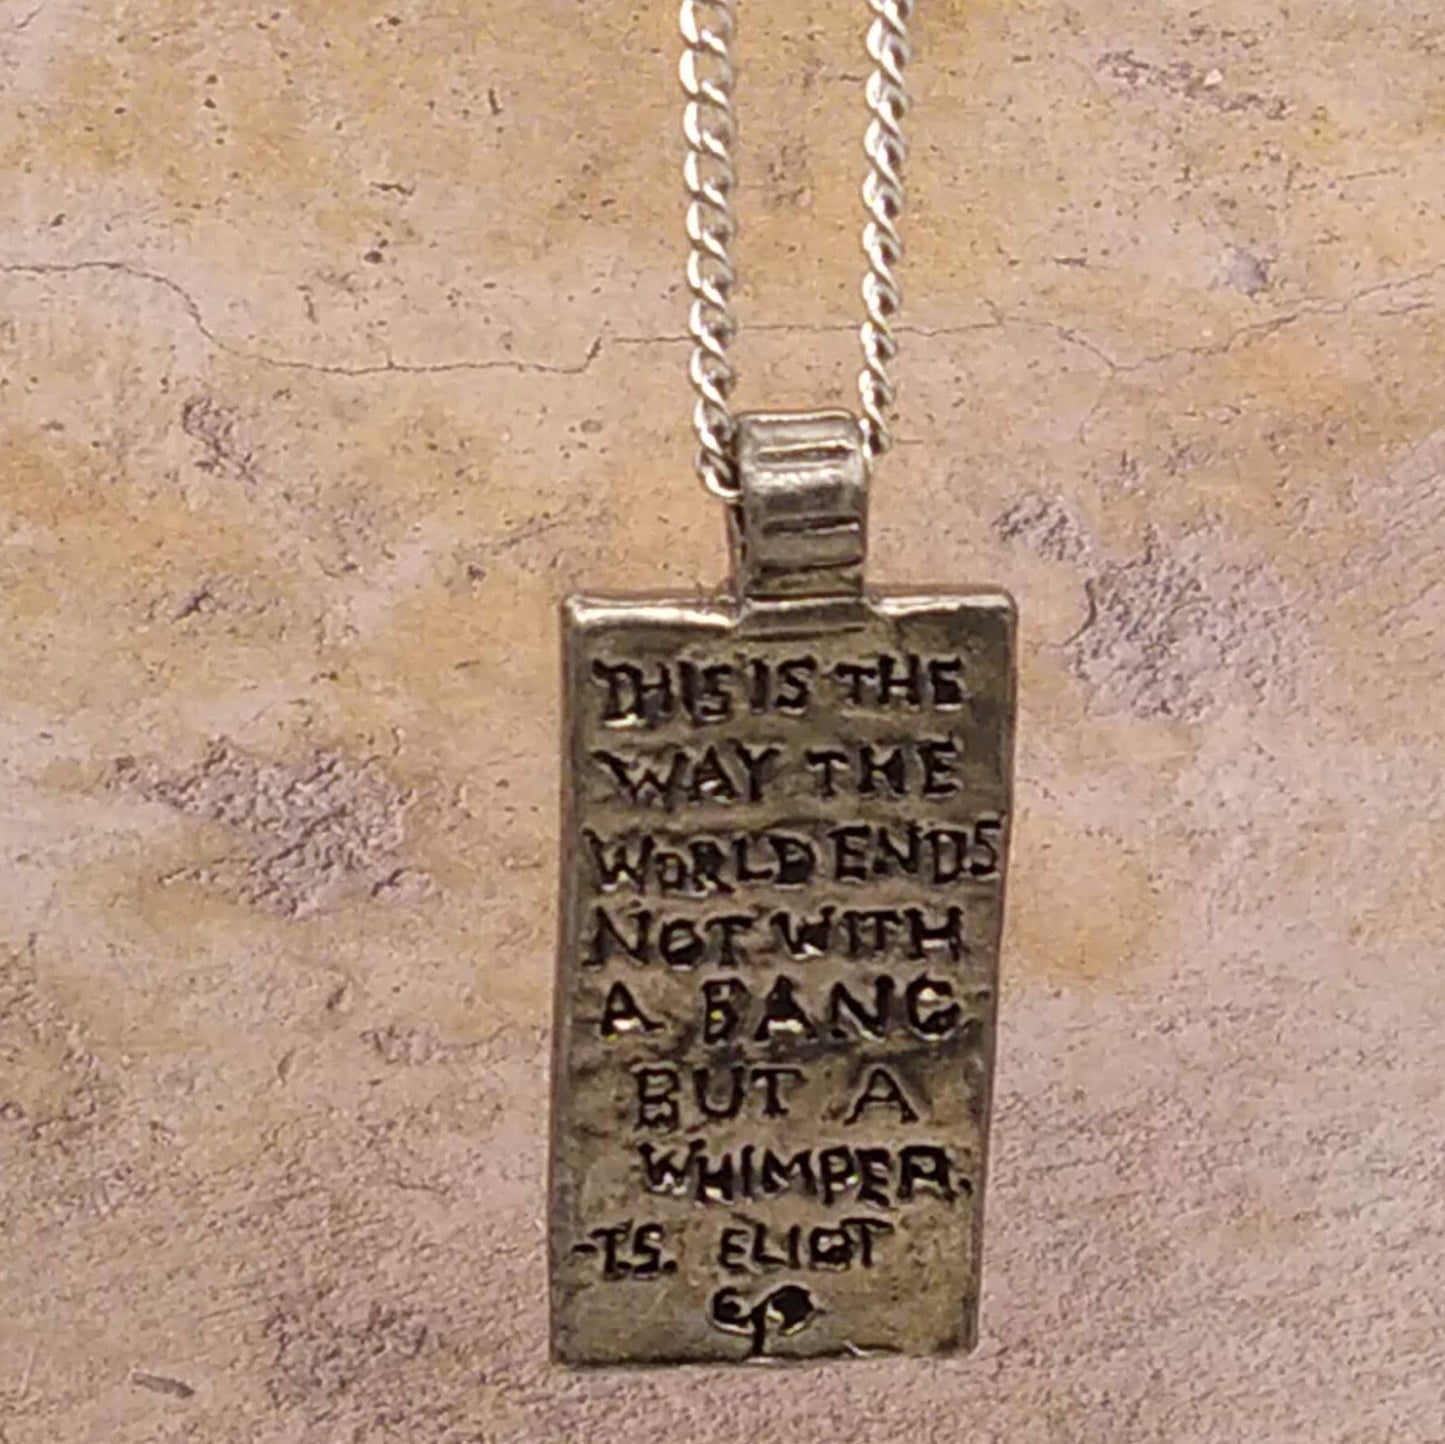 THIS IS THE
WAY THE
WORLD ENDS
NOT WITH
A BANG
BUT A
WHIMPER.
-T.S. ELIOT